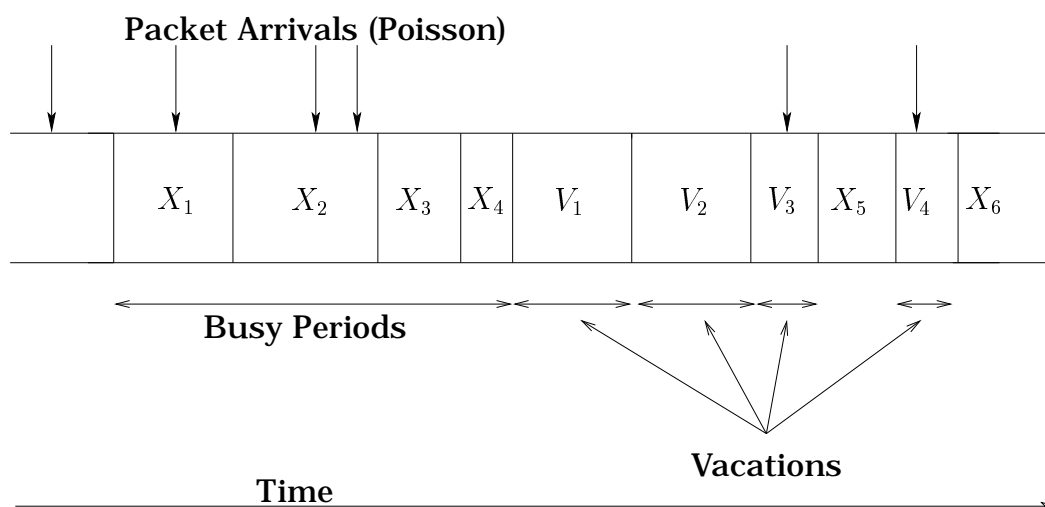 Packet Arrivals (Poisson)
X₁ X₂ X₃ X₄ V₁ V₂ V₃ X₅ V₄ X₆
Busy Periods
Vacations
Time